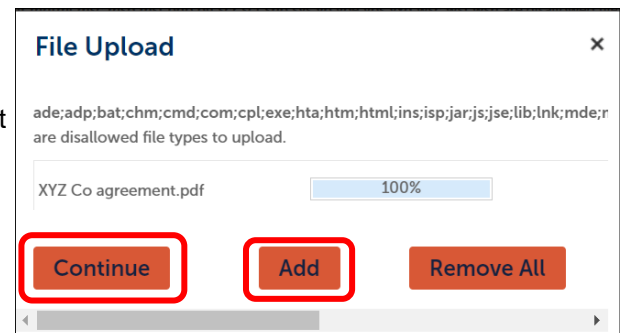 File Upload ×
t
ade;adp;bat;chm;cmd;com;cpl;exe;hta;htm;html;ins;isp;jar;js;jse;lib;lnk;mde;
are disallowed file types to upload.
XYZ Co agreement.pdf 100%
Continue Add Remove All